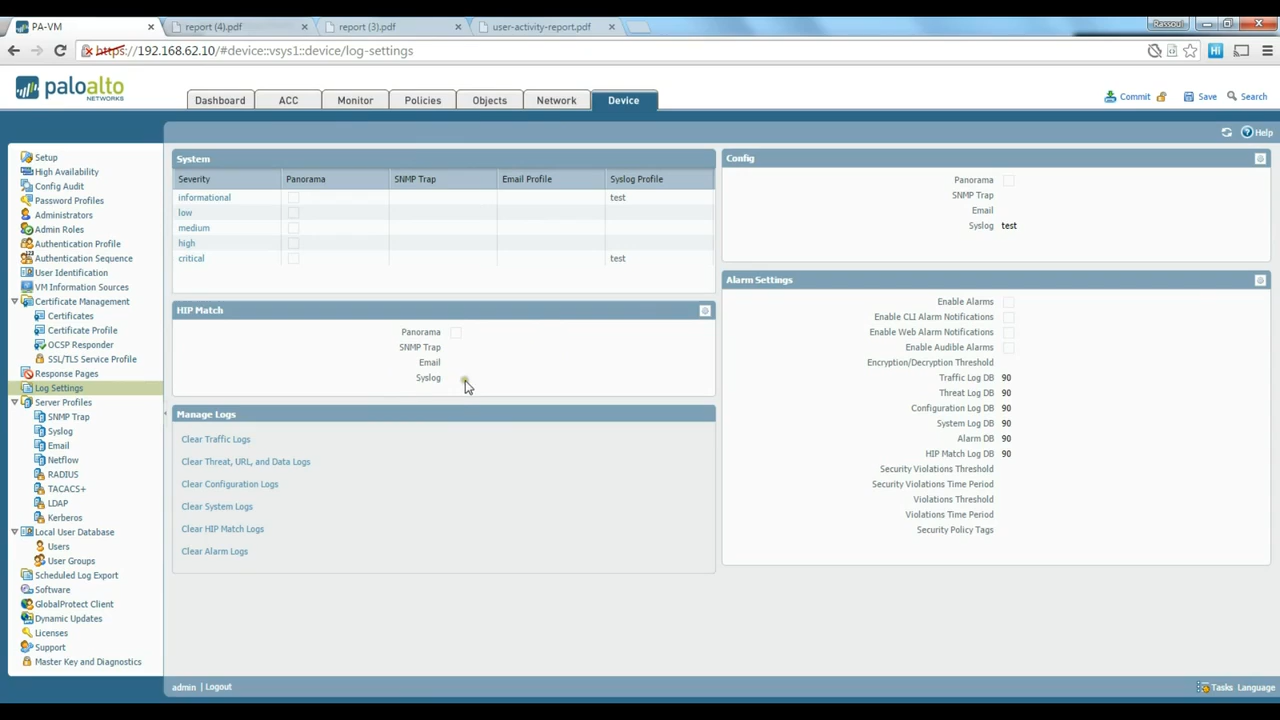 PA-VM
report (4).pdf
report (3).pdf
user-activity-report.pdf
Rassoul
https://192.168.62.10/#device::vsys1::device/log-settings
Hi
paloalto
NETWORKS
Dashboard
ACC
Monitor
Policies
Objects
Network
Device
Commit
Save
Search
Help
Setup
High Availability
Config Audit
Password Profiles
Administrators
Admin Roles
Authentication Profile
Authentication Sequence
User Identification
VM Information Sources
Certificate Management
Certificates
Certificate Profile
OCSP Responder
SSL/TLS Service Profile
Response Pages
Log Settings
Server Profiles
SNMP Trap
Syslog
Email
Netflow
RADIUS
TACACS+
LDAP
Kerberos
Local User Database
Users
User Groups
Scheduled Log Export
Software
GlobalProtect Client
Dynamic Updates
Licenses
Support
Master Key and Diagnostics
System
Severity Panorama SNMP Trap Email Profile Syslog Profile
informational test
low
medium
high
critical test
HIP Match
Panorama
SNMP Trap
Email
Syslog
Manage Logs
Clear Traffic Logs
Clear Threat, URL, and Data Logs
Clear Configuration Logs
Clear System Logs
Clear HIP Match Logs
Clear Alarm Logs
Config
Panorama
SNMP Trap
Email
Syslog test
Alarm Settings
Enable Alarms
Enable CLI Alarm Notifications
Enable Web Alarm Notifications
Enable Audible Alarms
Encryption/Decryption Threshold
Traffic Log DB 90
Threat Log DB 90
Configuration Log DB 90
System Log DB 90
Alarm DB 90
HIP Match Log DB 90
Security Violations Threshold
Security Violations Time Period
Violations Threshold
Violations Time Period
Security Policy Tags
admin | Logout
Tasks Language